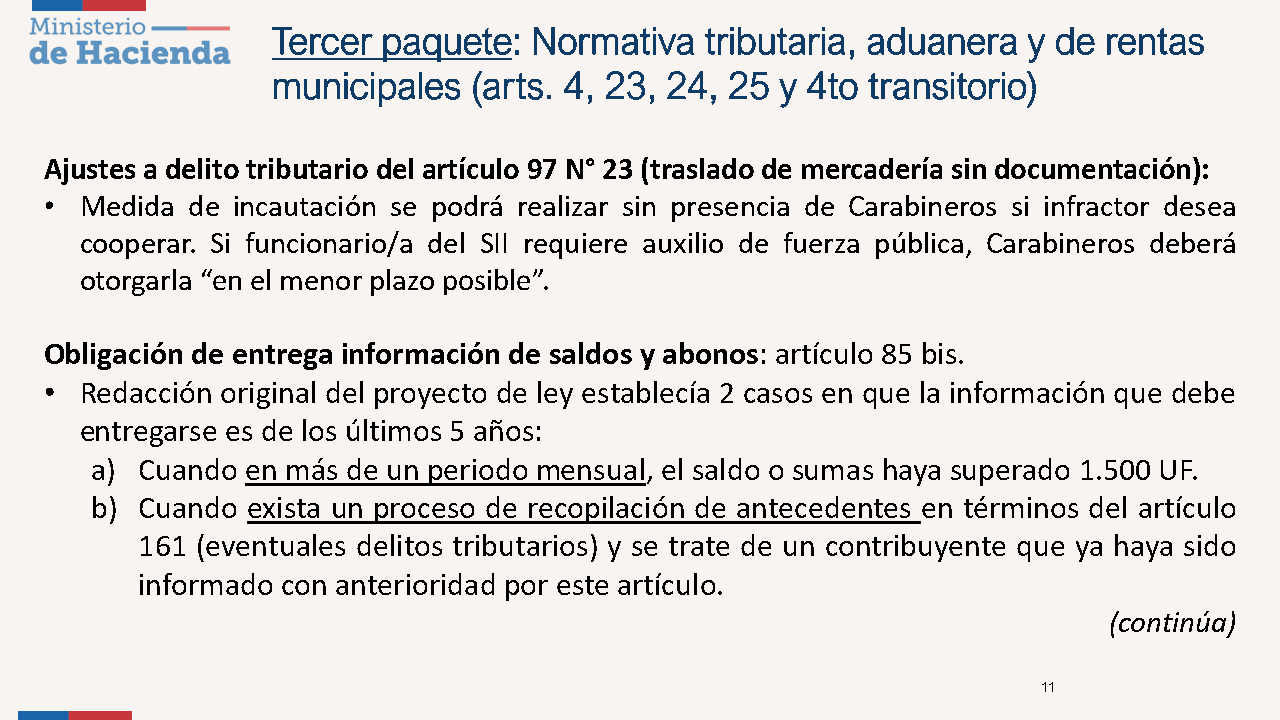 Ministerio
de Hacienda
Tercer paquete: Normativa tributaria, aduanera y de rentas
municipales (arts. 4, 23, 24, 25 y 4to transitorio)
Ajustes a delito tributario del artículo 97 N° 23 (traslado de mercadería sin documentación):
• Medida de incautación se podrá realizar sin presencia de Carabineros si infractor desea
cooperar. Si funcionario/a del SII requiere auxilio de fuerza pública, Carabineros deberá
otorgarla “en el menor plazo posible”.
Obligación de entrega información de saldos y abonos: artículo 85 bis.
• Redacción original del proyecto de ley establecía 2 casos en que la información que debe
entregarse es de los últimos 5 años:
a) Cuando en más de un periodo mensual, el saldo o sumas haya superado 1.500 UF.
b) Cuando exista un proceso de recopilación de antecedentes en términos del artículo
161 (eventuales delitos tributarios) y se trate de un contribuyente que ya haya sido
informado con anterioridad por este artículo.
(continúa)
11